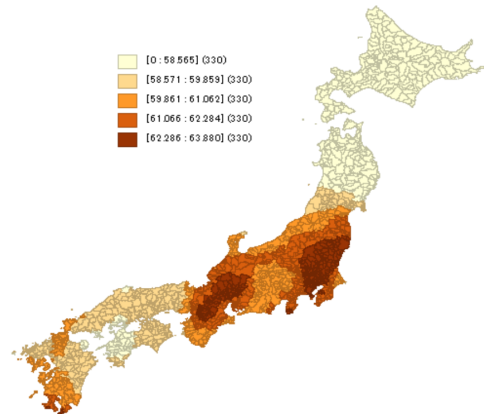 [0 : 58.565] (330)
[58.571 : 59.859] (330)
[59.861 : 61.062] (330)
[61.066 : 62.284] (330)
[62.286 : 63.880] (330)